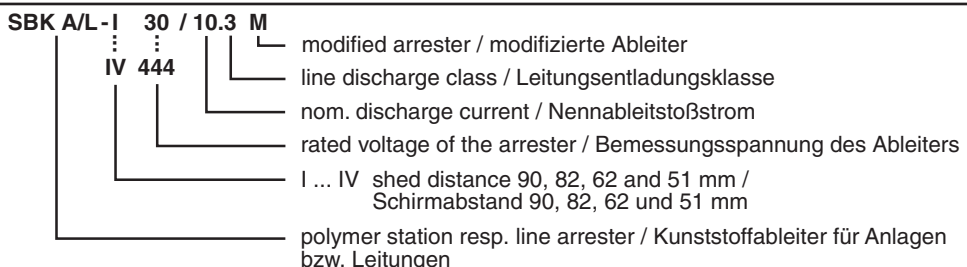 SBK A/L-I 30 / 10.3 M
modified arrester / modifizierte Ableiter
IV 444
line discharge class / Leitungsentladungsklasse
nom. discharge current / Nennableitstoßstrom
rated voltage of the arrester / Bemessungsspannung des Ableiters
I ... IV shed distance 90, 82, 62 and 51 mm /
Schirmabstand 90, 82, 62 und 51 mm
polymer station resp. line arrester / Kunststoffableiter für Anlagen
bzw. Leitungen